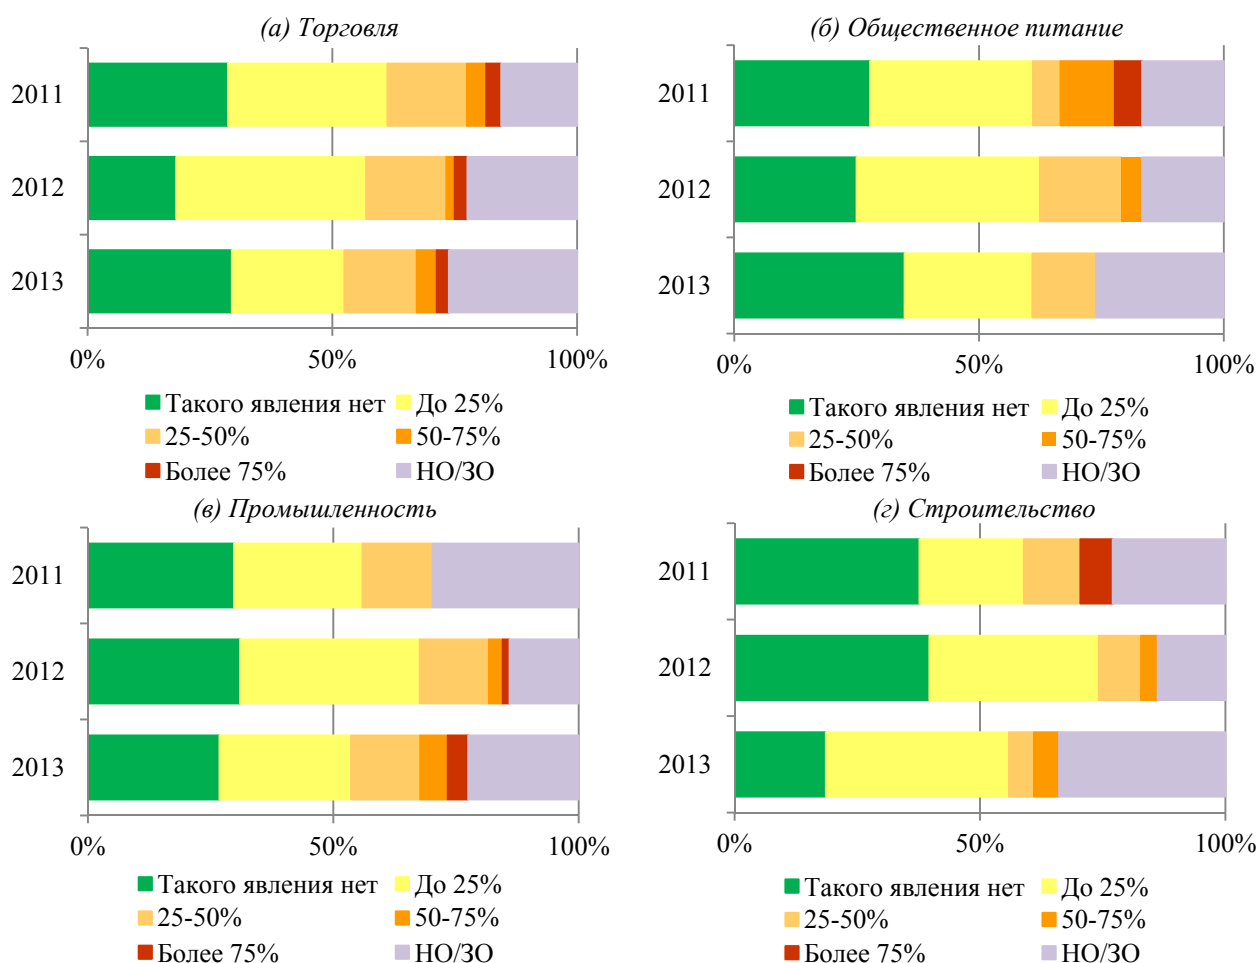 (а) Торговля
2011
2012
2013
0% 50% 100%
Такого явления нет До 25%
25-50% 50-75%
Более 75% НО/ЗО
(б) Общественное питание
2011
2012
2013
0% 50% 100%
Такого явления нет До 25%
25-50% 50-75%
Более 75% НО/ЗО
(в) Промышленность
2011
2012
2013
0% 50% 100%
Такого явления нет До 25%
25-50% 50-75%
Более 75% НО/ЗО
(г) Строительство
2011
2012
2013
0% 50% 100%
Такого явления нет До 25%
25-50% 50-75%
Более 75% НО/ЗО